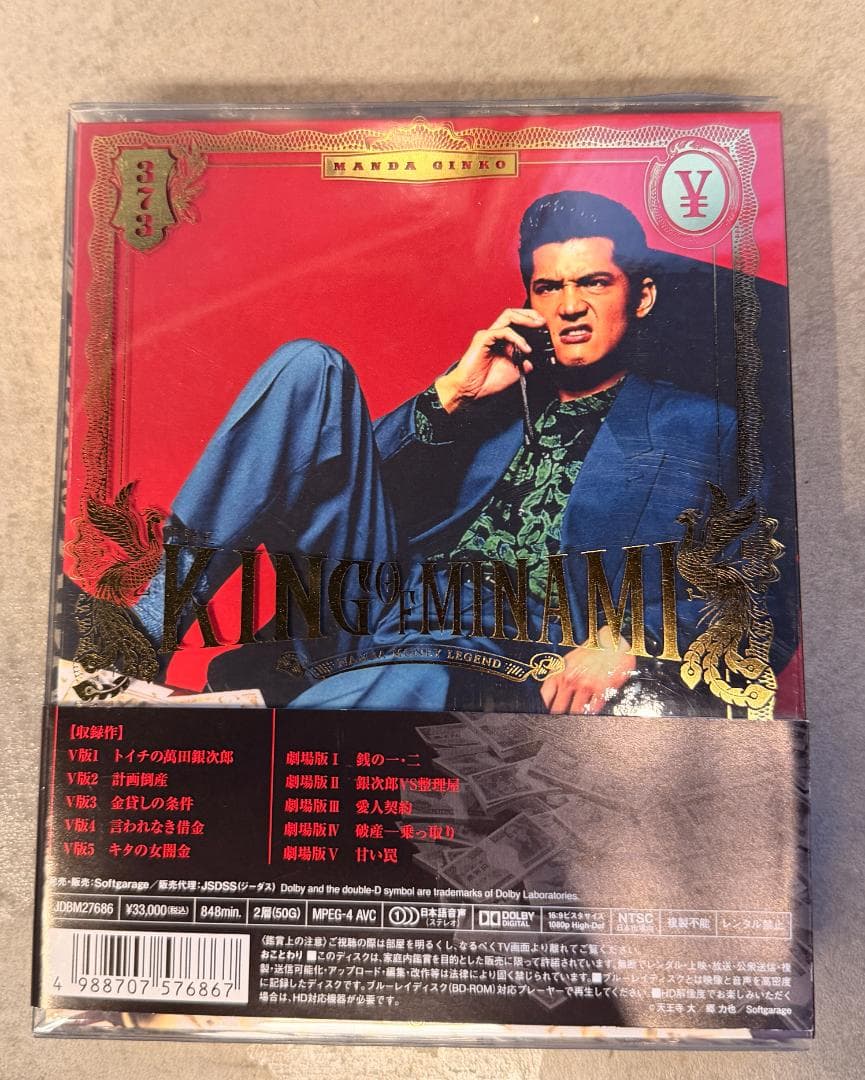 373
MANDA GINKO
¥
KING OF MINAMI
NANIWA MONEY LEGEND
【収録作】
V版1 トイチの萬田銀次郎
V版2 計画倒産
V版3 金貸しの条件
V版4 言われなき借金
V版5 キタの女闇金
劇場版Ⅰ 銭の一・二
劇場版Ⅱ 銀次郎VS整理屋
劇場版Ⅲ 愛人契約
劇場版Ⅳ 破産―乗っ取り
劇場版Ⅴ 甘い罠
売・販売:Softgarage/販売代理:JSDSS(ジーダス) Dolby and the double-D symbol are trademarks of Dolby Laboratories.
JDBM27686 ¥33,000(税込) 848min. 2層(50G) MPEG-4 AVC 1))) 日本語音声(ステレオ) DOLBY DIGITAL 16:9ビスタサイズ 1080p High-Def NTSC 日本市場向 複製不能 レンタル禁止
〈鑑賞上の注意〉ご視聴の際は部屋を明るくし、なるべくTV画面より離れてご覧ください。
おことわり■このディスクは、家庭内鑑賞を目的とした販売に限って許諾されています。無断でレンタル・上映・放送・公衆送信・複
製・送信可能化・アップロード・編集・改作等は法律により固く禁じられています。■ブルーレイディスクとは映像と音声を高密度
に記録したディスクです。ブルーレイディスク(BD-ROM)対応プレーヤーで再生してください。■HD解像度でお楽しみいただく
場合は、HD対応機器が必要です。
©天王寺 大/郷 力也/Softgarage
4 988707 576867